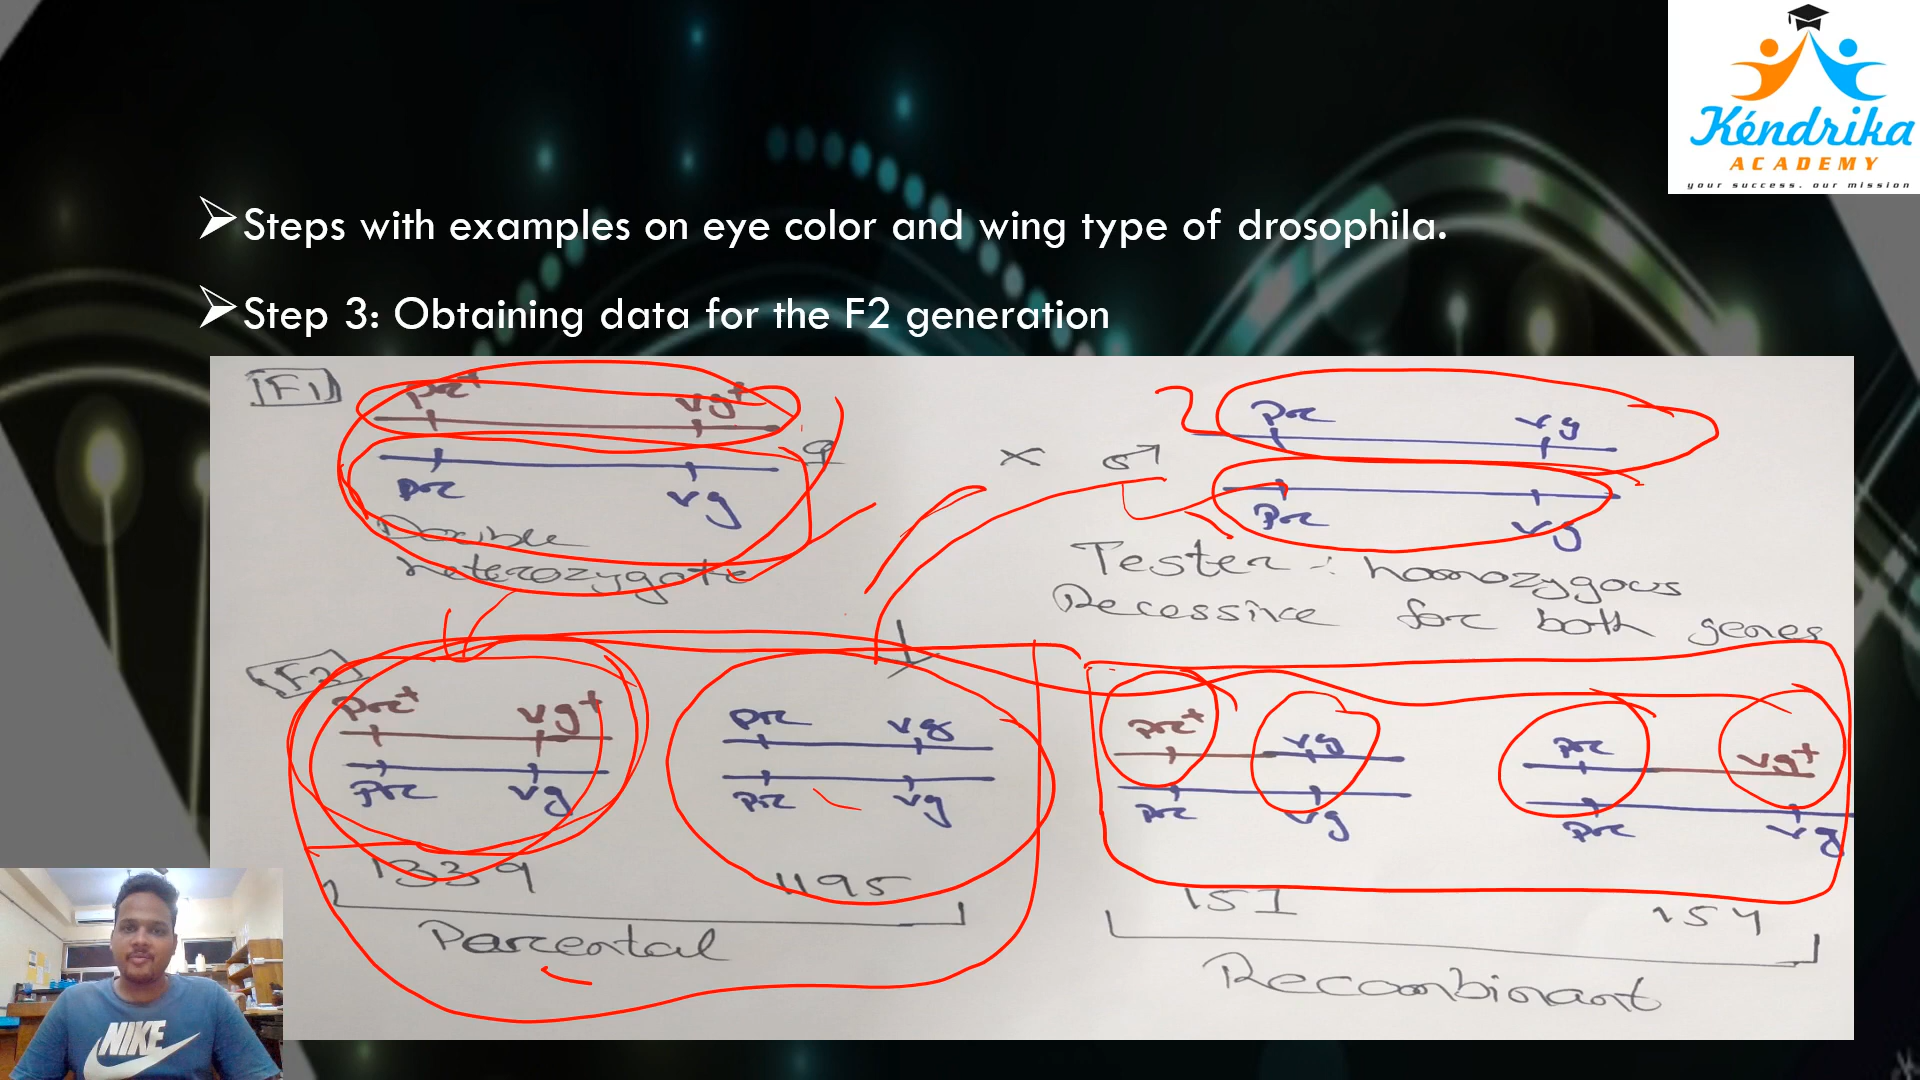 Kéndrika
ACADEMY
your success. our mission
Steps with examples on eye color and wing type of drosophila.
Step 3: Obtaining data for the F2 generation
F1
pr+ vg+
pr vg
♀ × ♂
pr vg
pr vg
Double
heterozygote
Tester : homozygous
Recessive for both genes
F2
pr+ vg+
pr vg
1339
pr vg
pr vg
1195
Parental
pr+ vg
pr vg
151
pr vg+
pr vg
154
Recombinant
NIKE